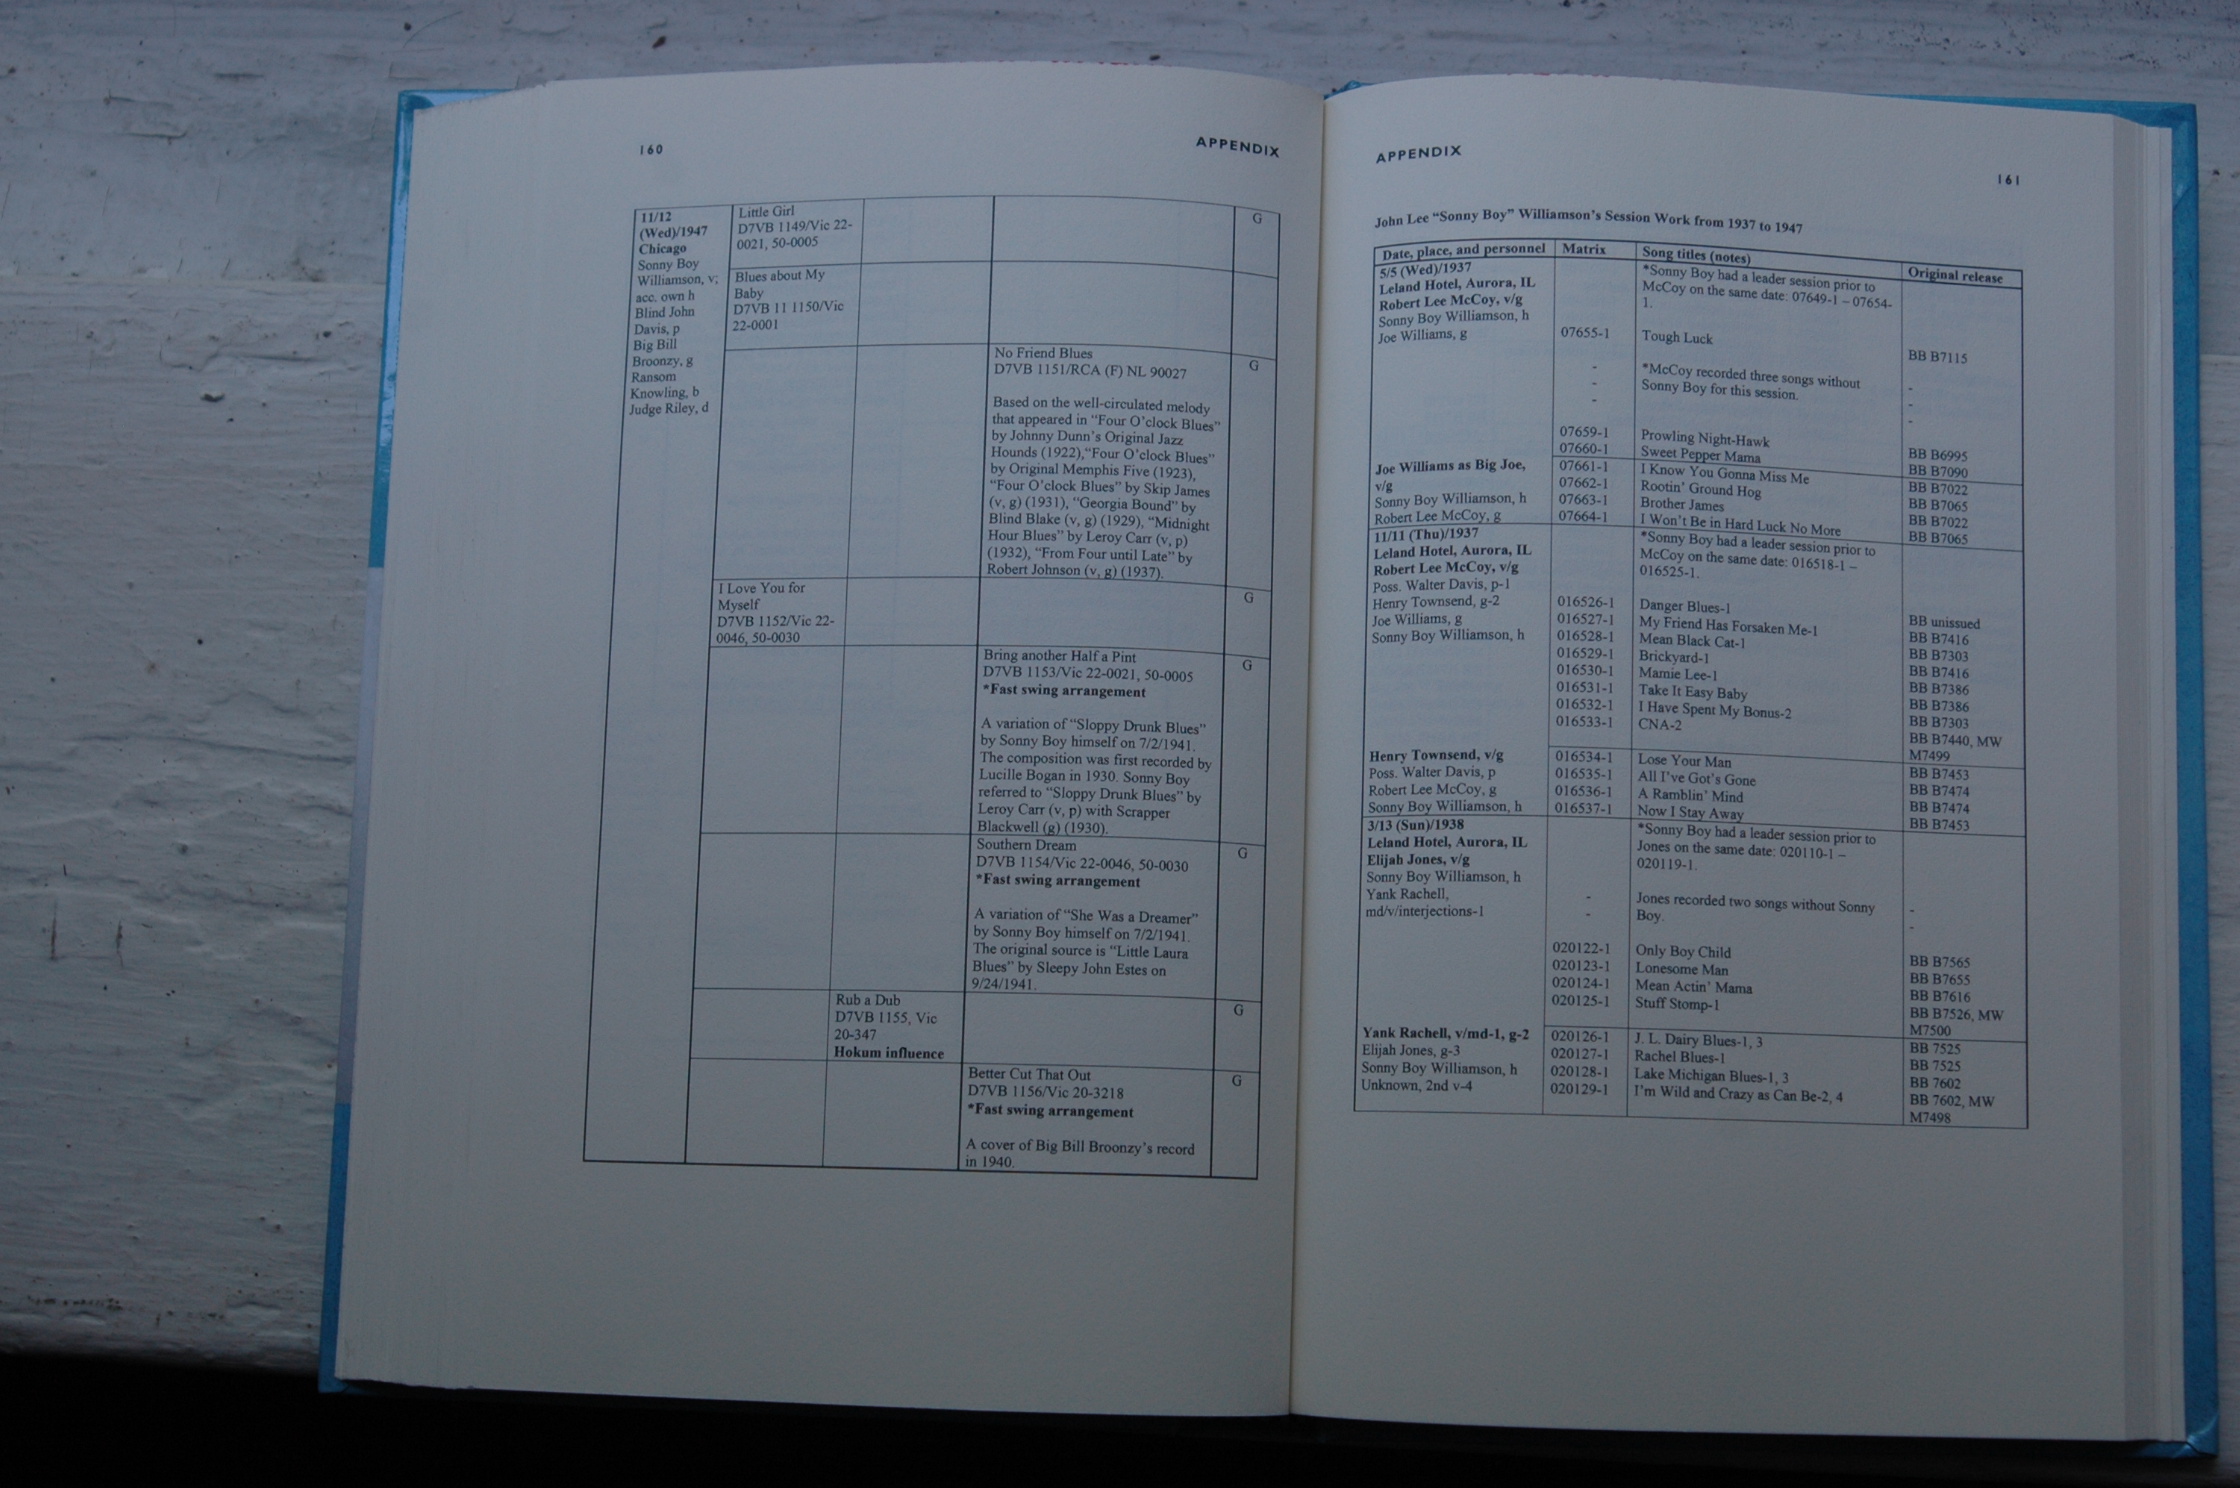 160
APPENDIX
11/12
(Wed)/1947
Chicago
Sonny Boy
Williamson, v;
acc. own h
Blind John
Davis, p
Big Bill
Broonzy, g
Ransom
Knowling, b
Judge Riley, d
Little Girl
D7VB 1149/Vic 22-
0021, 50-0005
G
Blues about My
Baby
D7VB 11 1150/Vic
22-0001
No Friend Blues
D7VB 1151/RCA (F) NL 90027
Based on the well-circulated melody
that appeared in “Four O’clock Blues”
by Johnny Dunn’s Original Jazz
Hounds (1922),“Four O’clock Blues”
by Original Memphis Five (1923),
“Four O’clock Blues” by Skip James
(v, g) (1931), “Georgia Bound” by
Blind Blake (v, g) (1929), “Midnight
Hour Blues” by Leroy Carr (v, p)
(1932), “From Four until Late” by
Robert Johnson (v, g) (1937).
G
I Love You for
Myself
D7VB 1152/Vic 22-
0046, 50-0030
G
Bring another Half a Pint
D7VB 1153/Vic 22-0021, 50-0005
*Fast swing arrangement
A variation of “Sloppy Drunk Blues”
by Sonny Boy himself on 7/2/1941.
The composition was first recorded by
Lucille Bogan in 1930. Sonny Boy
referred to “Sloppy Drunk Blues” by
Leroy Carr (v, p) with Scrapper
Blackwell (g) (1930).
G
Southern Dream
D7VB 1154/Vic 22-0046, 50-0030
*Fast swing arrangement
A variation of “She Was a Dreamer”
by Sonny Boy himself on 7/2/1941.
The original source is “Little Laura
Blues” by Sleepy John Estes on
9/24/1941.
G
Rub a Dub
D7VB 1155, Vic
20-347
Hokum influence
G
Better Cut That Out
D7VB 1156/Vic 20-3218
*Fast swing arrangement
A cover of Big Bill Broonzy’s record
in 1940.
G
APPENDIX
161
John Lee “Sonny Boy” Williamson’s Session Work from 1937 to 1947
Date, place, and personnel Matrix Song titles (notes) Original release
5/5 (Wed)/1937
Leland Hotel, Aurora, IL
Robert Lee McCoy, v/g
Sonny Boy Williamson, h
Joe Williams, g
*Sonny Boy had a leader session prior to
McCoy on the same date: 07649-1 – 07654-
1.
07655-1 Tough Luck BB B7115
- *McCoy recorded three songs without -
- Sonny Boy for this session. -
- -
07659-1 Prowling Night-Hawk BB B6995
07660-1 Sweet Pepper Mama BB B7090
Joe Williams as Big Joe,
v/g
Sonny Boy Williamson, h
Robert Lee McCoy, g
07661-1 I Know You Gonna Miss Me BB B7022
07662-1 Rootin’ Ground Hog BB B7065
07663-1 Brother James BB B7022
07664-1 I Won’t Be in Hard Luck No More BB B7065
11/11 (Thu)/1937
Leland Hotel, Aurora, IL
Robert Lee McCoy, v/g
Poss. Walter Davis, p-1
Henry Townsend, g-2
Joe Williams, g
Sonny Boy Williamson, h
*Sonny Boy had a leader session prior to
McCoy on the same date: 016518-1 –
016525-1.
016526-1 Danger Blues-1 BB unissued
016527-1 My Friend Has Forsaken Me-1 BB B7416
016528-1 Mean Black Cat-1 BB B7303
016529-1 Brickyard-1 BB B7416
016530-1 Mamie Lee-1 BB B7386
016531-1 Take It Easy Baby BB B7386
016532-1 I Have Spent My Bonus-2 BB B7303
016533-1 CNA-2 BB B7440, MW
M7499
Henry Townsend, v/g
Poss. Walter Davis, p
Robert Lee McCoy, g
Sonny Boy Williamson, h
016534-1 Lose Your Man BB B7453
016535-1 All I’ve Got’s Gone BB B7474
016536-1 A Ramblin’ Mind BB B7474
016537-1 Now I Stay Away BB B7453
3/13 (Sun)/1938
Leland Hotel, Aurora, IL
Elijah Jones, v/g
Sonny Boy Williamson, h
Yank Rachell,
md/v/interjections-1
*Sonny Boy had a leader session prior to
Jones on the same date: 020110-1 –
020119-1.
- Jones recorded two songs without Sonny -
- Boy. -
020122-1 Only Boy Child BB B7565
020123-1 Lonesome Man BB B7655
020124-1 Mean Actin’ Mama BB B7616
020125-1 Stuff Stomp-1 BB B7526, MW
M7500
Yank Rachell, v/md-1, g-2
Elijah Jones, g-3
Sonny Boy Williamson, h
Unknown, 2nd v-4
020126-1 J. L. Dairy Blues-1, 3 BB 7525
020127-1 Rachel Blues-1 BB 7525
020128-1 Lake Michigan Blues-1, 3 BB 7602
020129-1 I’m Wild and Crazy as Can Be-2, 4 BB 7602, MW
M7498